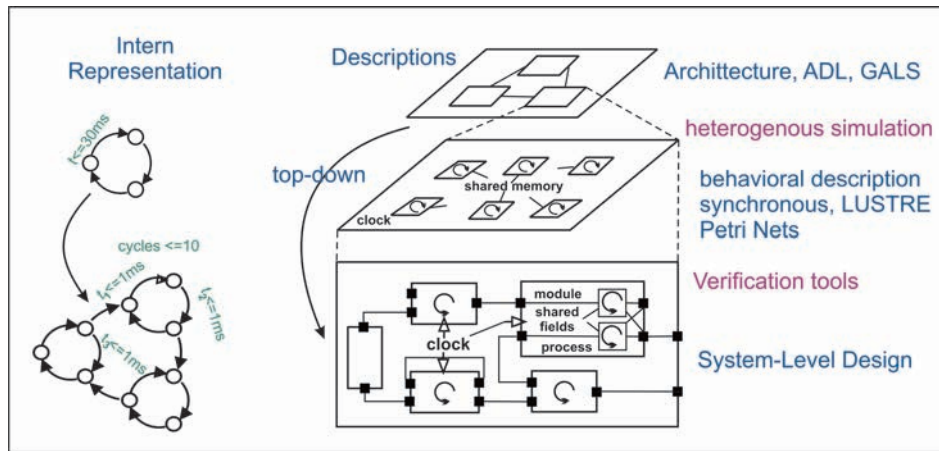 Intern
Representation
t<=30ms
cycles <=10
t1<=1ms
t2<=1ms
t3<=1ms
Descriptions
top-down
shared memory
clock
module
shared
fields
process
clock
Archittecture, ADL, GALS
heterogenous simulation
behavioral description
synchronous, LUSTRE
Petri Nets
Verification tools
System-Level Design